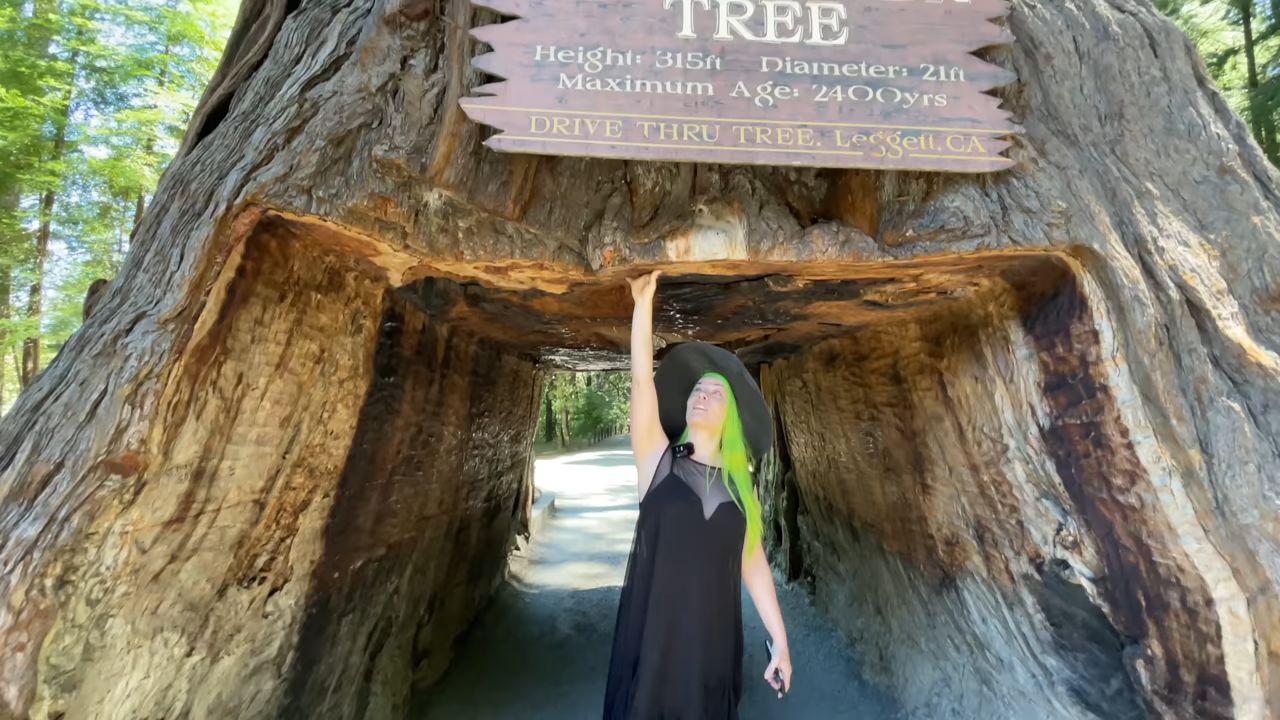 TREE
Height: 315ft Diameter: 21ft
Maximum Age: 2400yrs
DRIVE THRU TREE. Leggett, CA